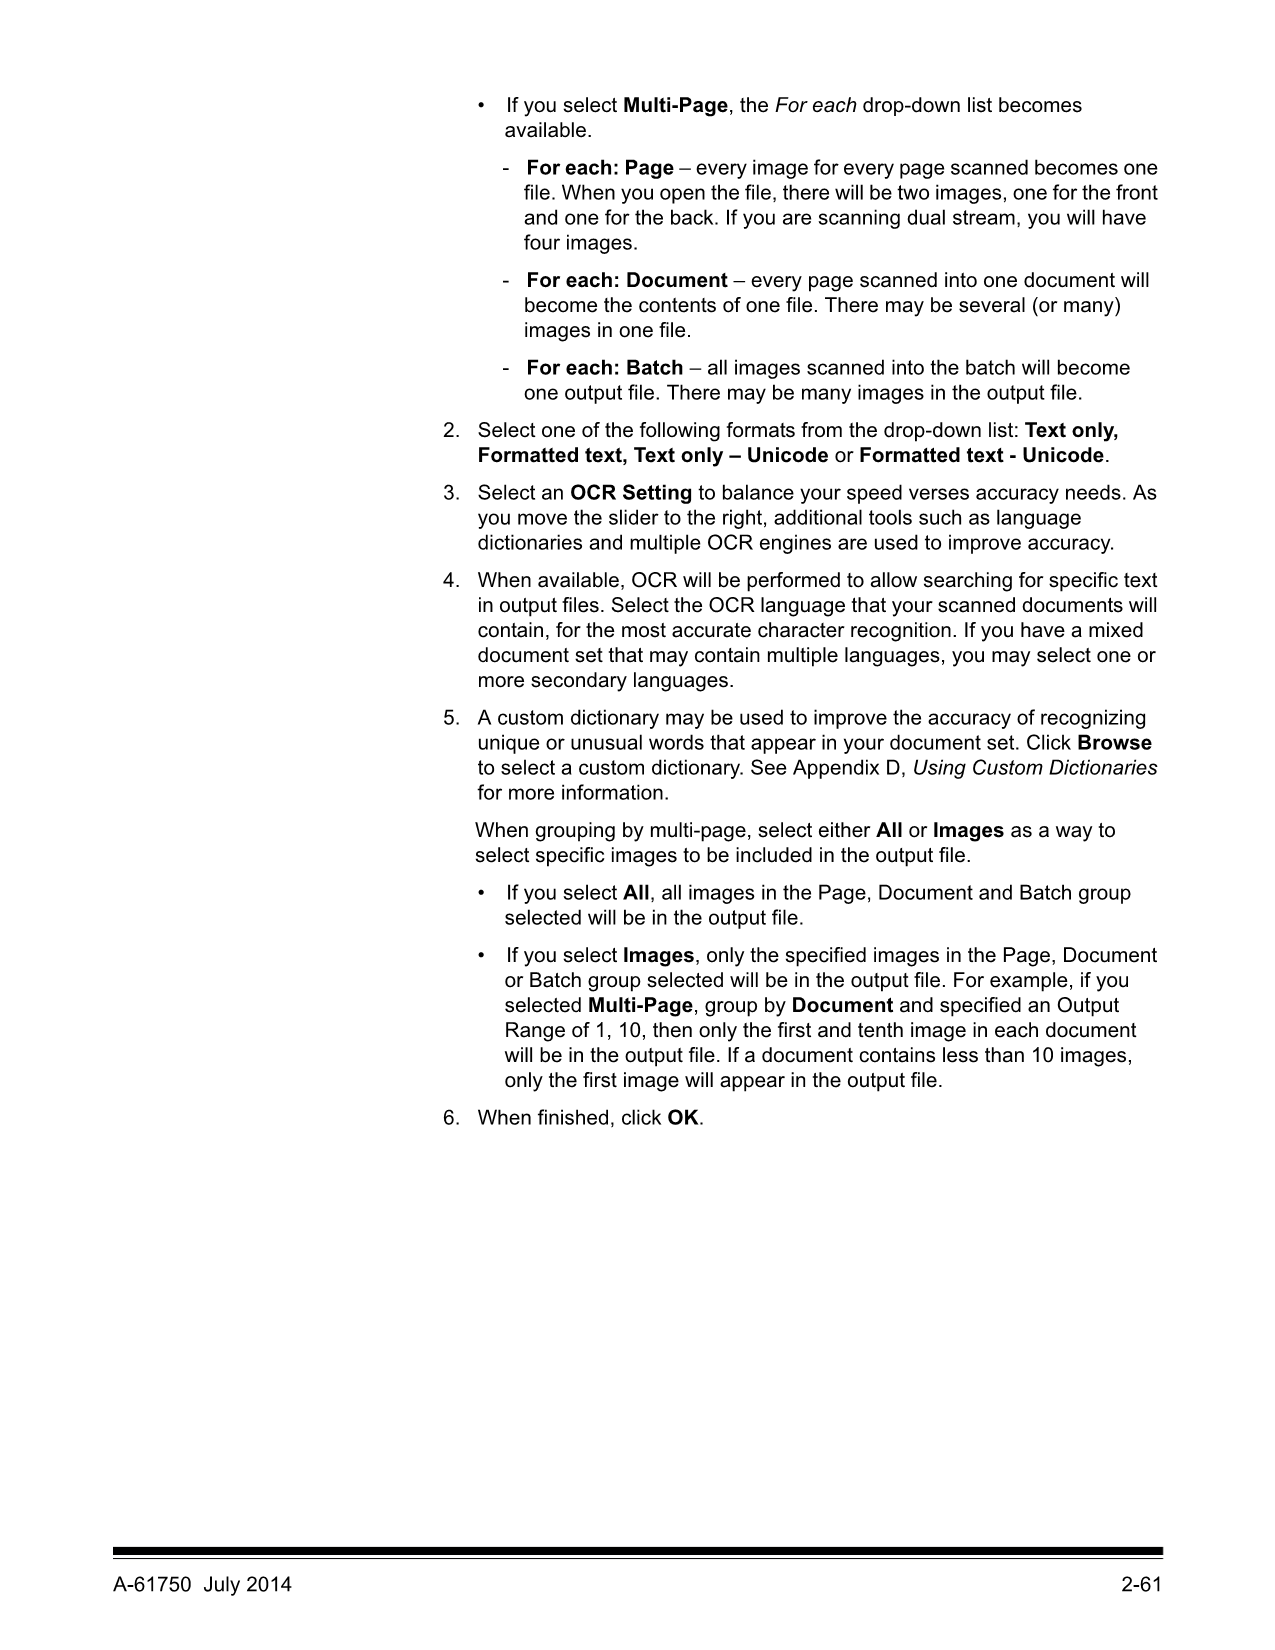 • If you select Multi-Page, the For each drop-down list becomes
available.
- For each: Page – every image for every page scanned becomes one
file. When you open the file, there will be two images, one for the front
and one for the back. If you are scanning dual stream, you will have
four images.
- For each: Document – every page scanned into one document will
become the contents of one file. There may be several (or many)
images in one file.
- For each: Batch – all images scanned into the batch will become
one output file. There may be many images in the output file.
2. Select one of the following formats from the drop-down list: Text only,
Formatted text, Text only – Unicode or Formatted text - Unicode.
3. Select an OCR Setting to balance your speed verses accuracy needs. As
you move the slider to the right, additional tools such as language
dictionaries and multiple OCR engines are used to improve accuracy.
4. When available, OCR will be performed to allow searching for specific text
in output files. Select the OCR language that your scanned documents will
contain, for the most accurate character recognition. If you have a mixed
document set that may contain multiple languages, you may select one or
more secondary languages.
5. A custom dictionary may be used to improve the accuracy of recognizing
unique or unusual words that appear in your document set. Click Browse
to select a custom dictionary. See Appendix D, Using Custom Dictionaries
for more information.
When grouping by multi-page, select either All or Images as a way to
select specific images to be included in the output file.
• If you select All, all images in the Page, Document and Batch group
selected will be in the output file.
• If you select Images, only the specified images in the Page, Document
or Batch group selected will be in the output file. For example, if you
selected Multi-Page, group by Document and specified an Output
Range of 1, 10, then only the first and tenth image in each document
will be in the output file. If a document contains less than 10 images,
only the first image will appear in the output file.
6. When finished, click OK.
A-61750 July 2014 2-61